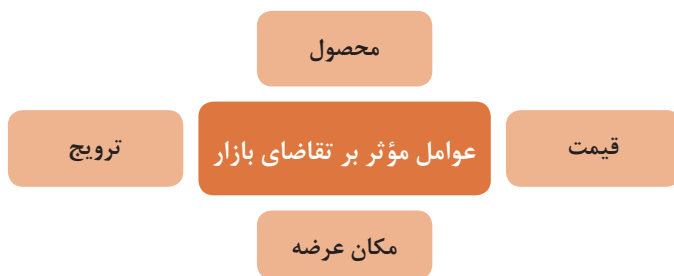 محصول
قیمت
عوامل مؤثر بر تقاضای بازار
ترویج
مکان عرضه